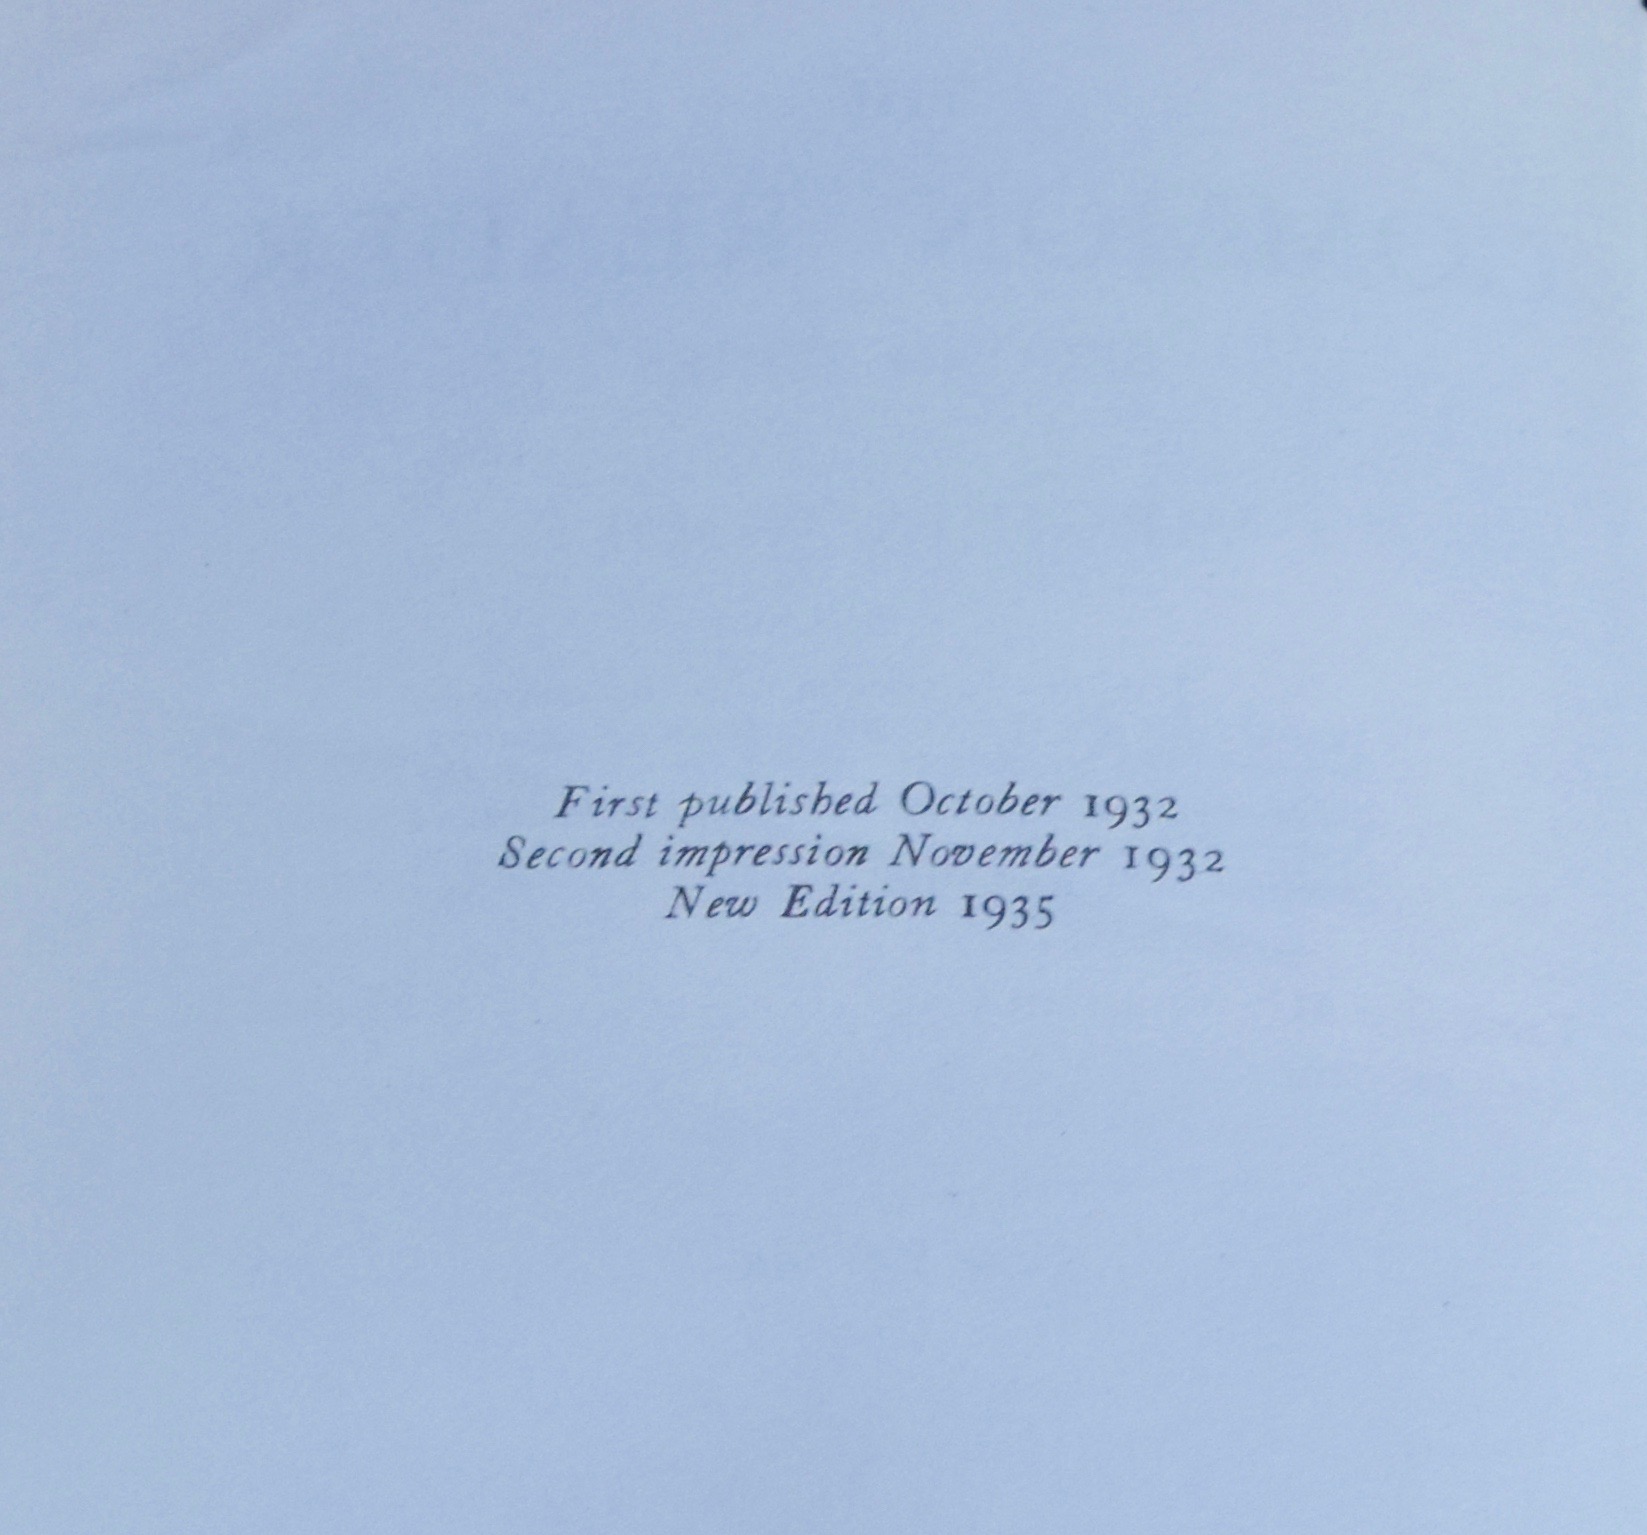 First published October 1932
Second impression November 1932
New Edition 1935